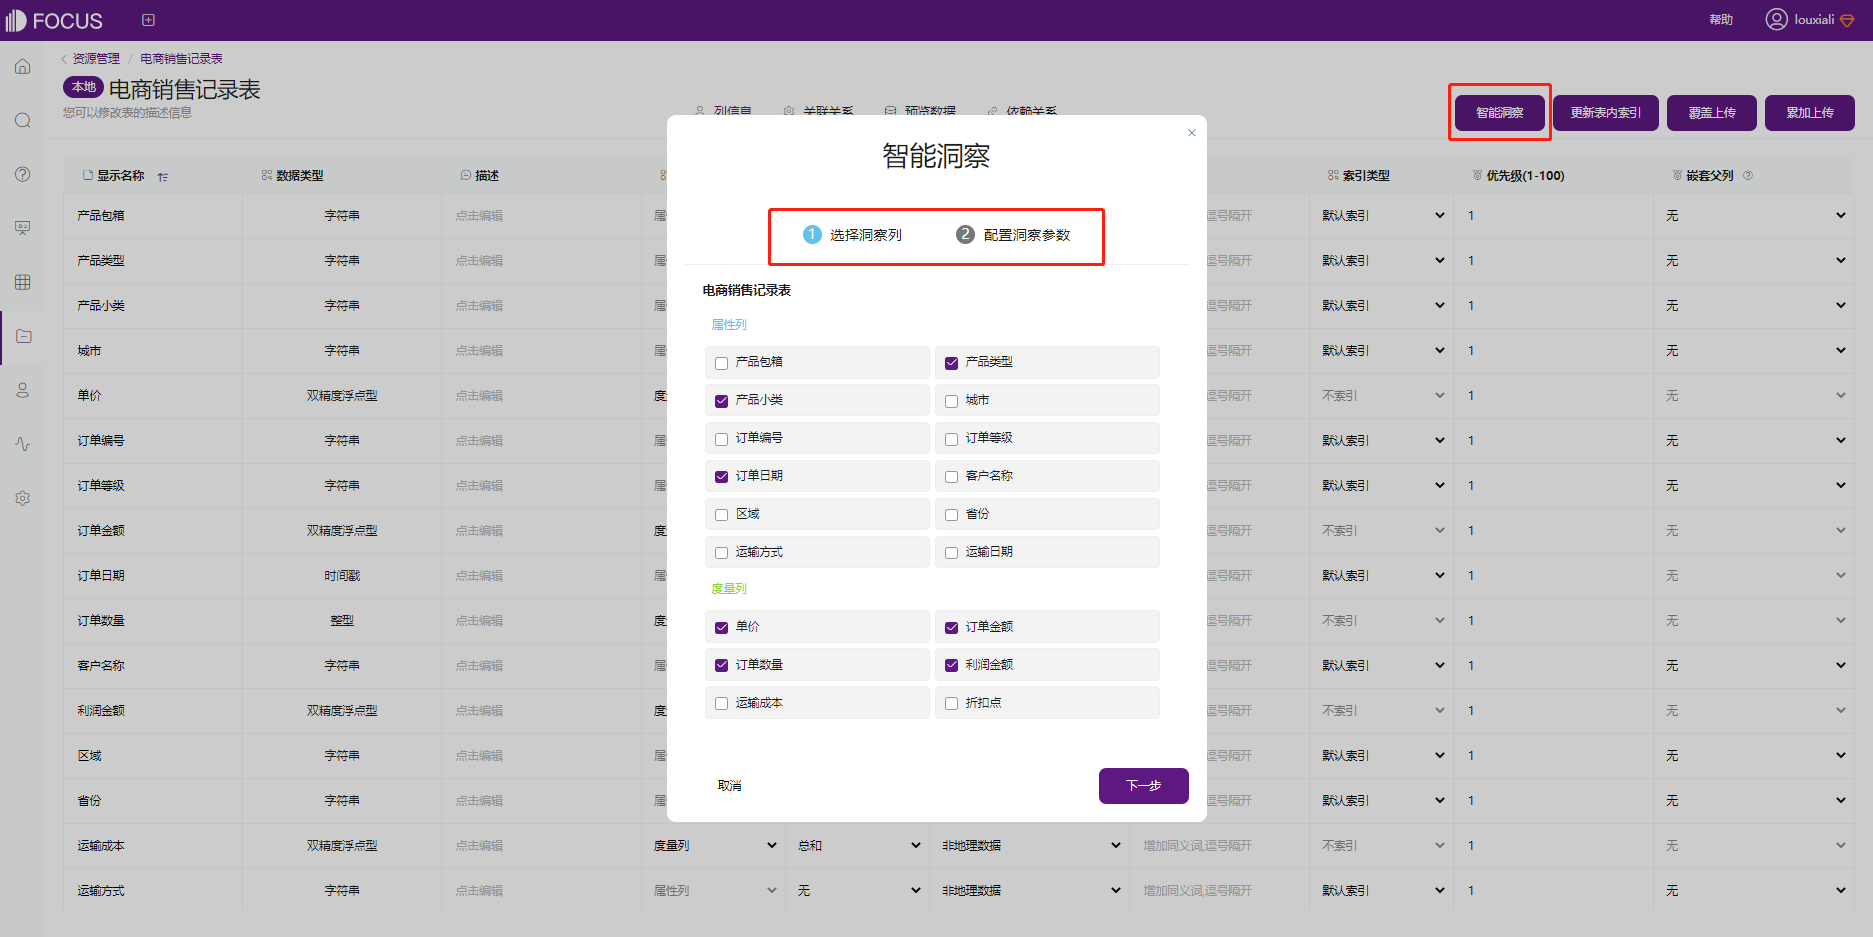 FOCUS
帮助
louxiali
资源管理 / 电商销售记录表
本地 电商销售记录表
您可以修改表的描述信息
列信息 关联关系 预览数据 依赖关系
智能洞察 更新表内索引 覆盖上传 累加上传
显示名称 数据类型 描述 索引类型 优先级(1-100) 嵌套父列
产品包箱 字符串 点击编辑 属 逗号隔开 默认索引 1 无
产品类型 字符串 点击编辑 属 逗号隔开 默认索引 1 无
产品小类 字符串 点击编辑 属 逗号隔开 默认索引 1 无
城市 字符串 点击编辑 属 逗号隔开 默认索引 1 无
单价 双精度浮点型 点击编辑 度 逗号隔开 不索引 1 无
订单编号 字符串 点击编辑 属 逗号隔开 默认索引 1 无
订单等级 字符串 点击编辑 属 逗号隔开 默认索引 1 无
订单金额 双精度浮点型 点击编辑 度 逗号隔开 不索引 1 无
订单日期 时间戳 点击编辑 属 逗号隔开 默认索引 1 无
订单数量 整型 点击编辑 度 逗号隔开 不索引 1 无
客户名称 字符串 点击编辑 属 逗号隔开 默认索引 1 无
利润金额 双精度浮点型 点击编辑 度 逗号隔开 不索引 1 无
区域 字符串 点击编辑 属 逗号隔开 默认索引 1 无
省份 字符串 点击编辑 属 逗号隔开 默认索引 1 无
运输成本 双精度浮点型 点击编辑 度量列 总和 非地理数据 增加同义词,逗号隔开 不索引 1 无
运输方式 字符串 点击编辑 属性列 无 非地理数据 增加同义词,逗号隔开 默认索引 1 无
智能洞察
1 选择洞察列 2 配置洞察参数
电商销售记录表
属性列
产品包箱 产品类型
产品小类 城市
订单编号 订单等级
订单日期 客户名称
区域 省份
运输方式 运输日期
度量列
单价 订单金额
订单数量 利润金额
运输成本 折扣点
取消 下一步